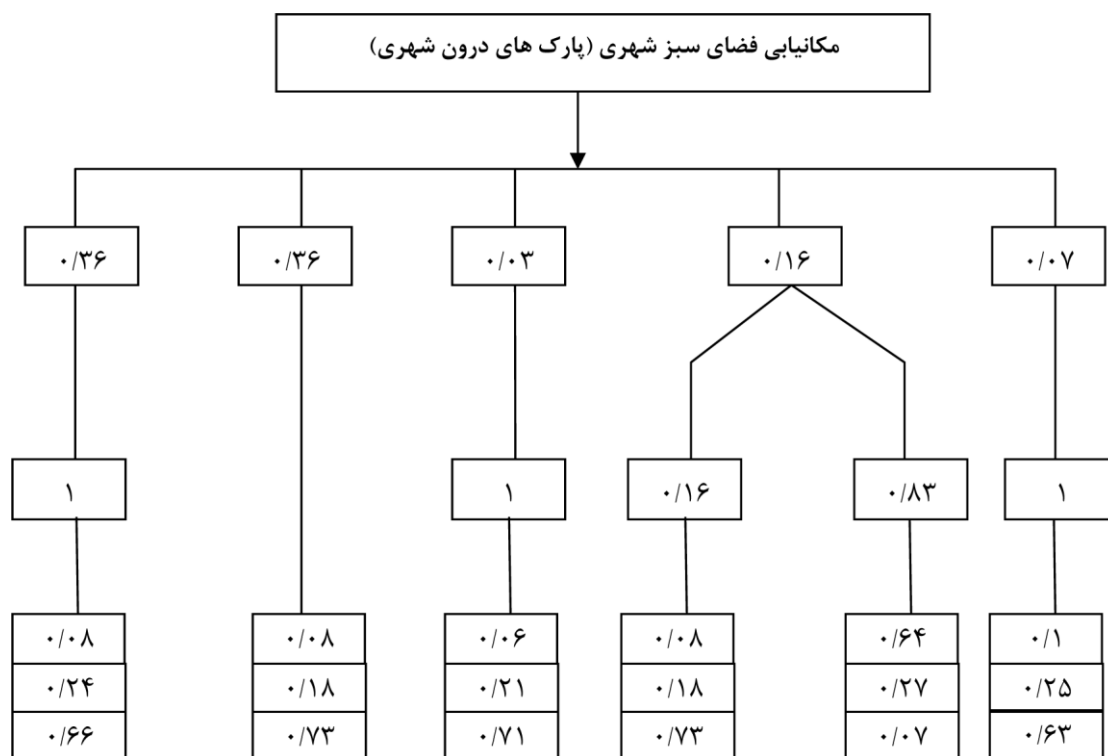 مکانیابی فضای سبز شهری (پارک های درون شهری)
۰/۳۶ ۰/۳۶ ۰/۰۳ ۰/۱۶ ۰/۰۷
۱ ۱ ۰/۱۶ ۰/۸۳ ۱
۰/۰۸ ۰/۰۸ ۰/۰۶ ۰/۰۸ ۰/۶۴ ۰/۱
۰/۲۴ ۰/۱۸ ۰/۲۱ ۰/۱۸ ۰/۲۷ ۰/۲۵
۰/۶۶ ۰/۷۳ ۰/۷۱ ۰/۷۳ ۰/۰۷ ۰/۶۳